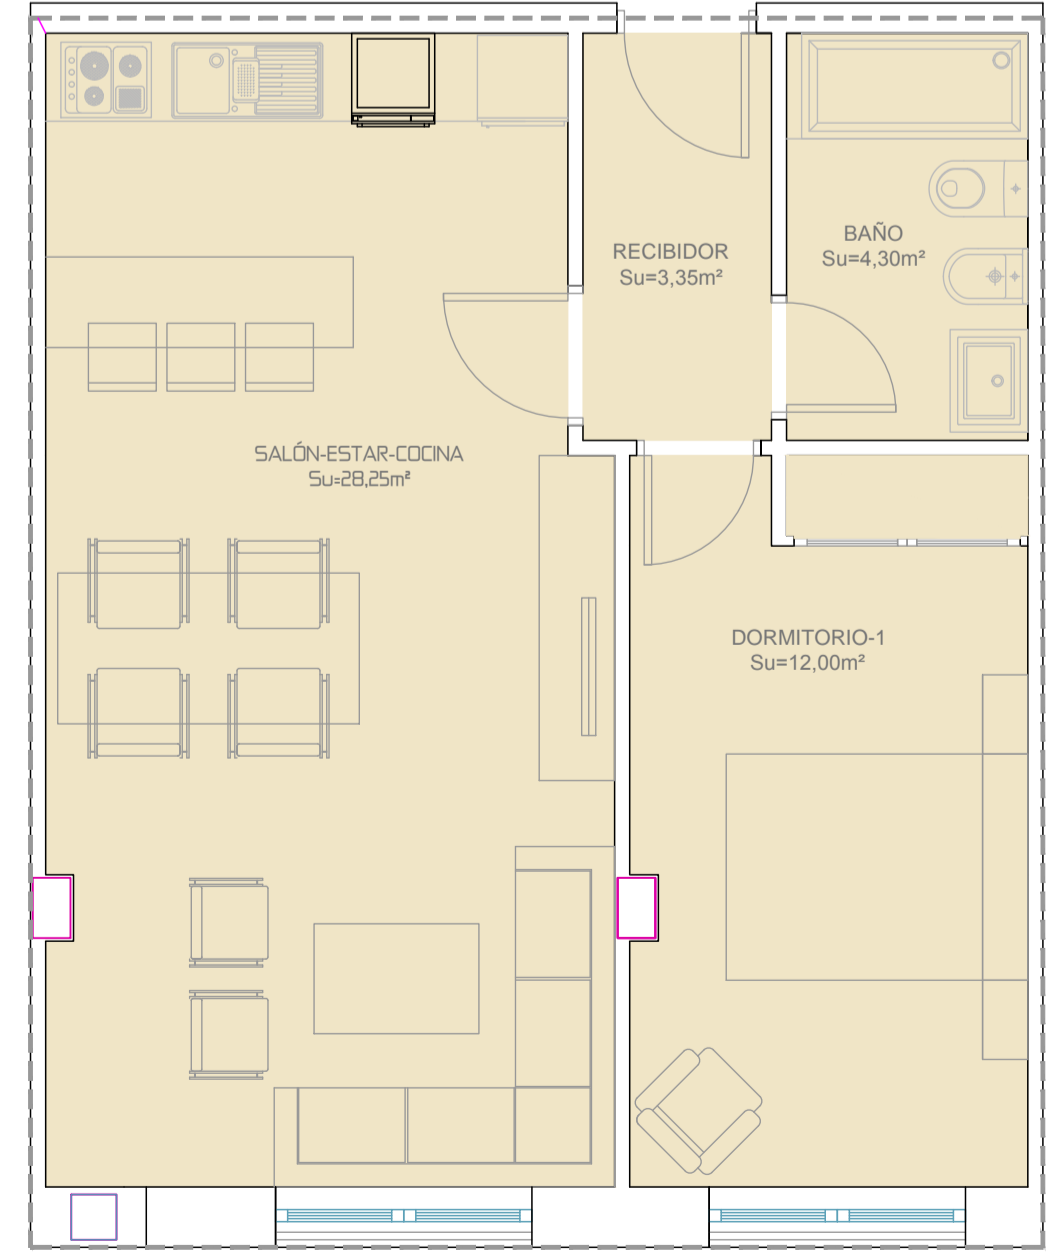 RECIBIDOR
Su=3,35m²
BAÑO
Su=4,30m²
SALÓN-ESTAR-COCINA
Su=28,25m²
DORMITORIO-1
Su=12,00m²